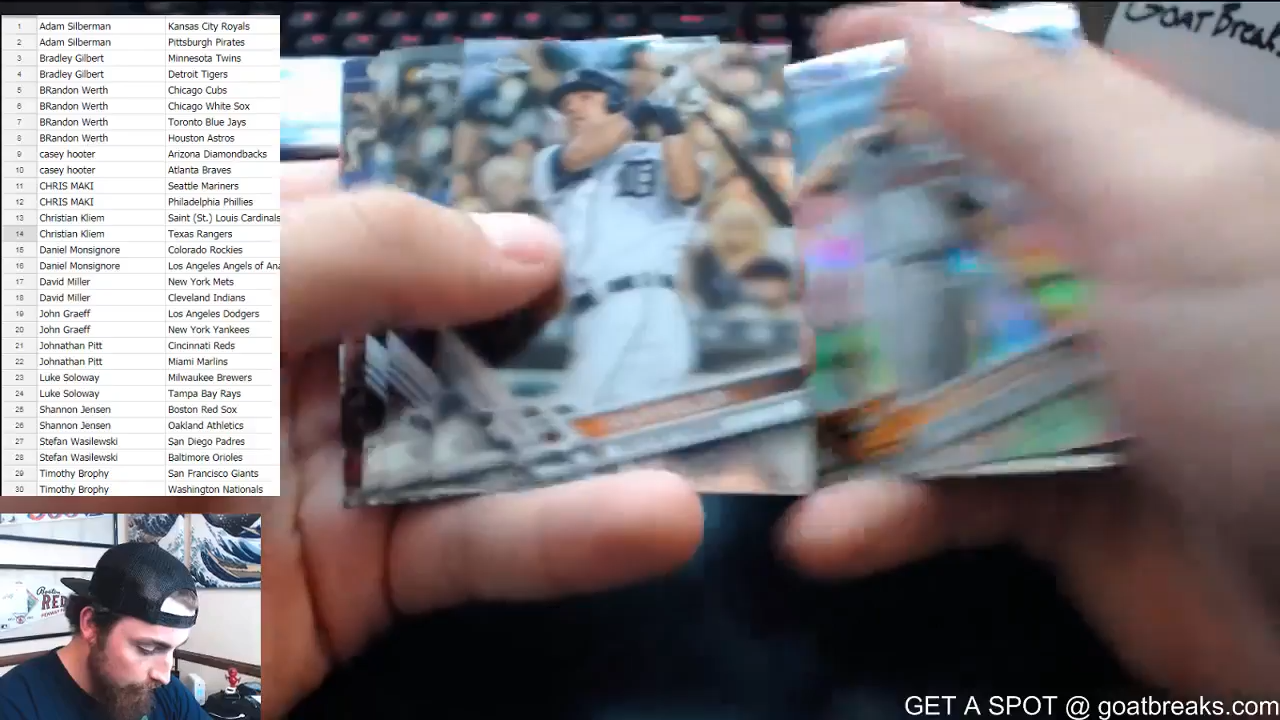 1 Adam Silberman Kansas City Royals
2 Adam Silberman Pittsburgh Pirates
3 Bradley Gilbert Minnesota Twins
4 Bradley Gilbert Detroit Tigers
5 BRandon Werth Chicago Cubs
6 BRandon Werth Chicago White Sox
7 BRandon Werth Toronto Blue Jays
8 BRandon Werth Houston Astros
9 casey hooter Arizona Diamondbacks
10 casey hooter Atlanta Braves
11 CHRIS MAKI Seattle Mariners
12 CHRIS MAKI Philadelphia Phillies
13 Christian Kliem Saint (St.) Louis Cardinals
14 Christian Kliem Texas Rangers
15 Daniel Monsignore Colorado Rockies
16 Daniel Monsignore Los Angeles Angels of Ana
17 David Miller New York Mets
18 David Miller Cleveland Indians
19 John Graeff Los Angeles Dodgers
20 John Graeff New York Yankees
21 Johnathan Pitt Cincinnati Reds
22 Johnathan Pitt Miami Marlins
23 Luke Soloway Milwaukee Brewers
24 Luke Soloway Tampa Bay Rays
25 Shannon Jensen Boston Red Sox
26 Shannon Jensen Oakland Athletics
27 Stefan Wasilewski San Diego Padres
28 Stefan Wasilewski Baltimore Orioles
29 Timothy Brophy San Francisco Giants
30 Timothy Brophy Washington Nationals
GOAT Break
Boston
RED
GET A SPOT @ goatbreaks.com